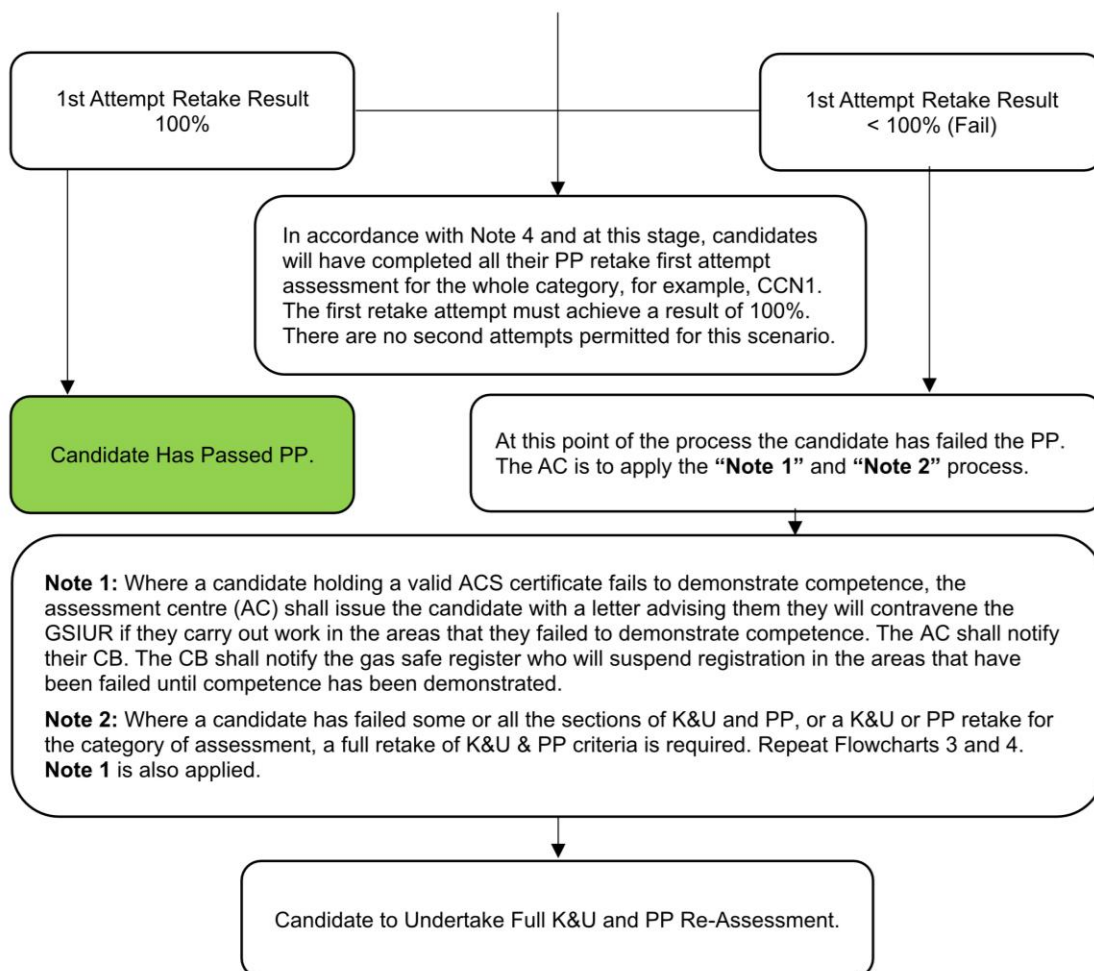 1st Attempt Retake Result
100%
1st Attempt Retake Result
< 100% (Fail)
In accordance with Note 4 and at this stage, candidates
will have completed all their PP retake first attempt
assessment for the whole category, for example, CCN1.
The first retake attempt must achieve a result of 100%.
There are no second attempts permitted for this scenario.
Candidate Has Passed PP.
At this point of the process the candidate has failed the PP.
The AC is to apply the “Note 1” and “Note 2” process.
Note 1: Where a candidate holding a valid ACS certificate fails to demonstrate competence, the
assessment centre (AC) shall issue the candidate with a letter advising them they will contravene the
GSIUR if they carry out work in the areas that they failed to demonstrate competence. The AC shall notify
their CB. The CB shall notify the gas safe register who will suspend registration in the areas that have
been failed until competence has been demonstrated.
Note 2: Where a candidate has failed some or all the sections of K&U and PP, or a K&U or PP retake for
the category of assessment, a full retake of K&U & PP criteria is required. Repeat Flowcharts 3 and 4.
Note 1 is also applied.
Candidate to Undertake Full K&U and PP Re-Assessment.